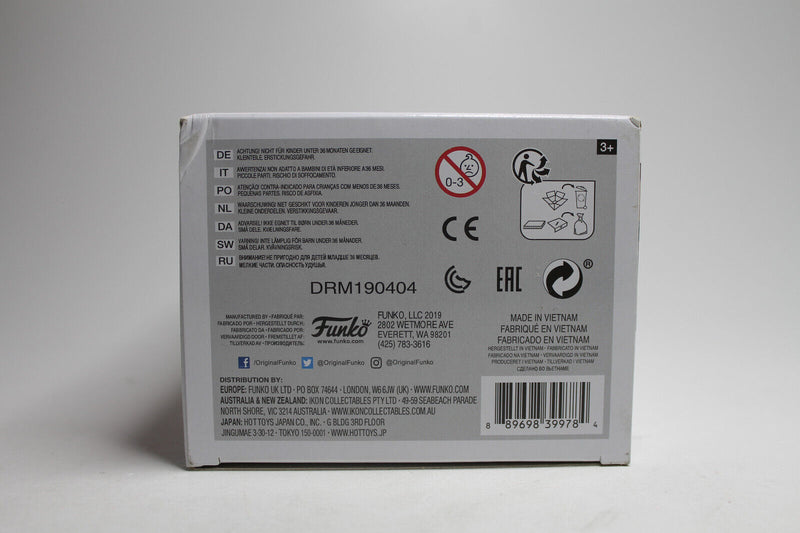 DE ACHTUNG! NICHT FÜR KINDER UNTER 36 MONATEN GEEIGNET.
KLEINTEILE. ERSTICKUNGSGEFAHR.
IT AVVERTENZA! NON ADATTO A BAMBINI DI ETÀ INFERIORE A 36 MESI.
PICCOLE PARTI. RISCHIO DI SOFFOCAMENTO.
PO ATENÇÃO! CONTRA-INDICADO PARA CRIANÇAS COM MENOS DE 36 MESES.
PEQUENAS PARTES. RISCO DE ASFIXIA.
NL WAARSCHUWING! NIET GESCHIKT VOOR KINDEREN JONGER DAN 36 MAANDEN.
KLEINE ONDERDELEN. VERSTIKKINGSGEVAAR.
DA ADVARSEL! IKKE EGNET TIL BØRN UNDER 36 MÅNEDER.
SMÅ DELE. KVÆLNINGSFARE.
SW VARNING! INTE LÄMPLIG FÖR BARN UNDER 36 MÅNADER.
SMÅ DELAR. KVÄVNINGSRISK.
RU ВНИМАНИЕ! НЕ ПРИГОДНО ДЛЯ ДЕТЕЙ МЛАДШЕ 36 МЕСЯЦЕВ.
МЕЛКИЕ ЧАСТИ. ОПАСНОСТЬ УДУШЬЯ.
0-3
3+
CE
EAC
®
DRM190404
MANUFACTURED BY • FABRIQUÉ PAR:
FABRICADO POR • HERGESTELLT DURCH:
FABBRICATO DA • FABRICADO POR:
VERVAARDIGD DOOR • FREMSTILLET AF:
TILLVERKAD AV • ПРОИЗВОДИТЕЛЬ:
Funko
www.funko.com
FUNKO, LLC 2019
2802 WETMORE AVE
EVERETT, WA 98201
(425) 783-3616
MADE IN VIETNAM
FABRIQUÉ EN VIETNAM
FABRICADO EN VIETNAM
HERGESTELLT IN VIETNAM • FABBRICATO IN VIETNAM
FABRICADO NA VIETNAM • VERVAARDIGD IN VIETNAM
PRODUCERET I VIETNAM • TILLVERKAD I VIETNAM
СДЕЛАНО ВО ВЬЕТНАМЕ
/OriginalFunko @OriginalFunko @OriginalFunko
DISTRIBUTION BY:
EUROPE: FUNKO UK LTD • PO BOX 74644 • LONDON, W6 6JW (UK) • WWW.FUNKO.COM
AUSTRALIA & NEW ZEALAND: IKON COLLECTABLES PTY LTD • 49-59 SEABEACH PARADE
NORTH SHORE, VIC 3214 AUSTRALIA • WWW.IKONCOLLECTABLES.COM.AU
JAPAN: HOT TOYS JAPAN CO., INC. • G BLDG 3RD FLOOR
JINGUMAE 3-30-12 • TOKYO 150-0001 • WWW.HOTTOYS.JP
8 89698 39978 4